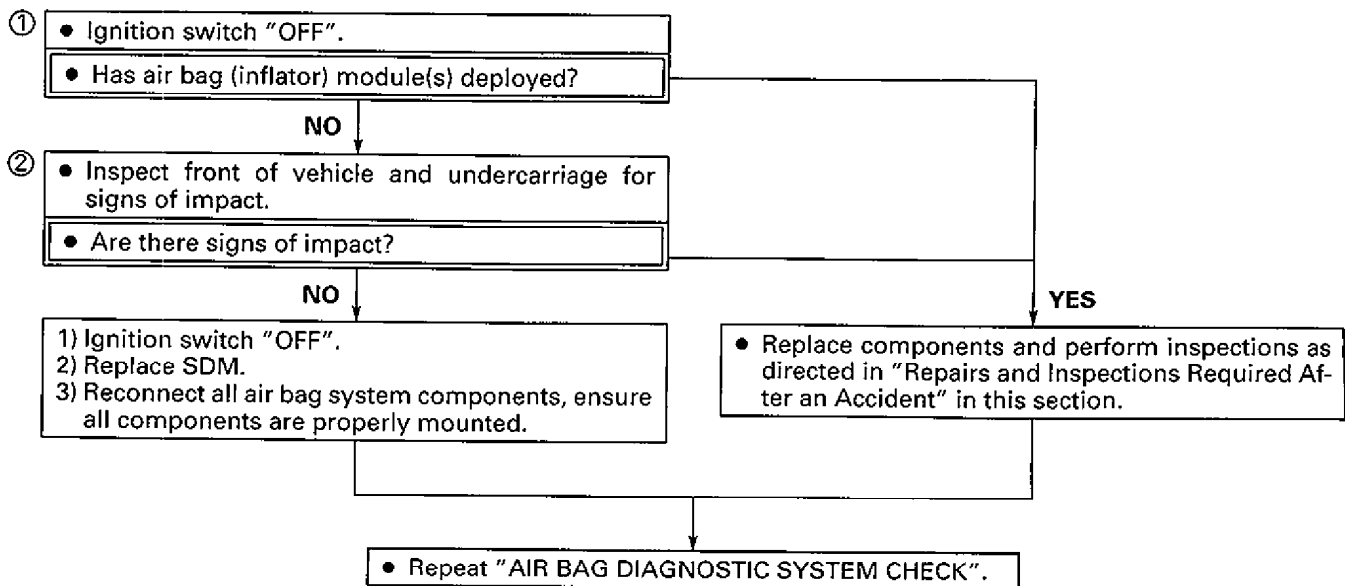 ① ● Ignition switch "OFF".
● Has air bag (inflator) module(s) deployed?
NO
② ● Inspect front of vehicle and undercarriage for
signs of impact.
● Are there signs of impact?
NO
YES
1) Ignition switch "OFF".
2) Replace SDM.
3) Reconnect all air bag system components, ensure
all components are properly mounted.
● Replace components and perform inspections as
directed in "Repairs and Inspections Required Af-
ter an Accident" in this section.
● Repeat "AIR BAG DIAGNOSTIC SYSTEM CHECK".